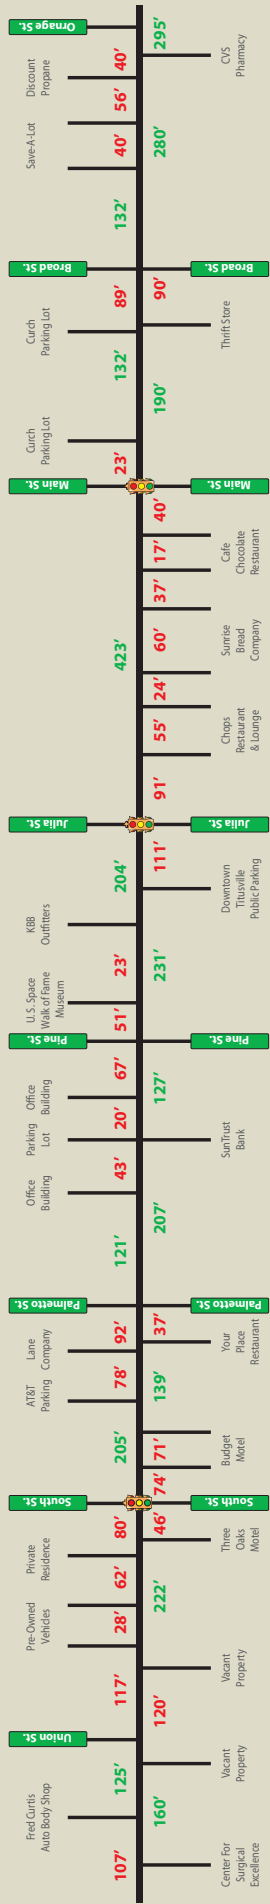 Ornage St.
295’
CVS
Pharmacy
40’
Discount
Propane
56’
Save-A-Lot
40’
280’
132’
Broad St.
Broad St.
89’
90’
Curch
Parking Lot
Thrift Store
132’
190’
Curch
Parking Lot
23’
Main St.
Main St.
40’
17’
Cafe
Chocolate
Restaurant
37’
423’
60’
Sunrise
Bread
Company
24’
55’
Chops
Restaurant
& Lounge
91’
Julia St.
Julia St.
204’
111’
Downtown
Titusville
Public Parking
KBB
Outfitters
23’
231’
U.S. Space
Walk of Fame
Museum
51’
Pine St.
Pine St.
67’
127’
Office
Building
20’
Parking
Lot
SunTrust
Bank
43’
Office
Building
207’
121’
Palmetto St.
Palmetto St.
92’
37’
Lane
Company
Your
Place
Restaurant
78’
139’
AT&T
Parking
205’
71’
Budget
Motel
74’
South St.
South St.
80’
46’
Private
Residence
Three
Oaks
Motel
62’
222’
Pre-Owned
Vehicles
28’
117’
Vacant
Property
120’
Union St.
125’
Vacant
Property
Fred Curtis
Auto Body Shop
160’
107’
Center For
Surgical
Excellence